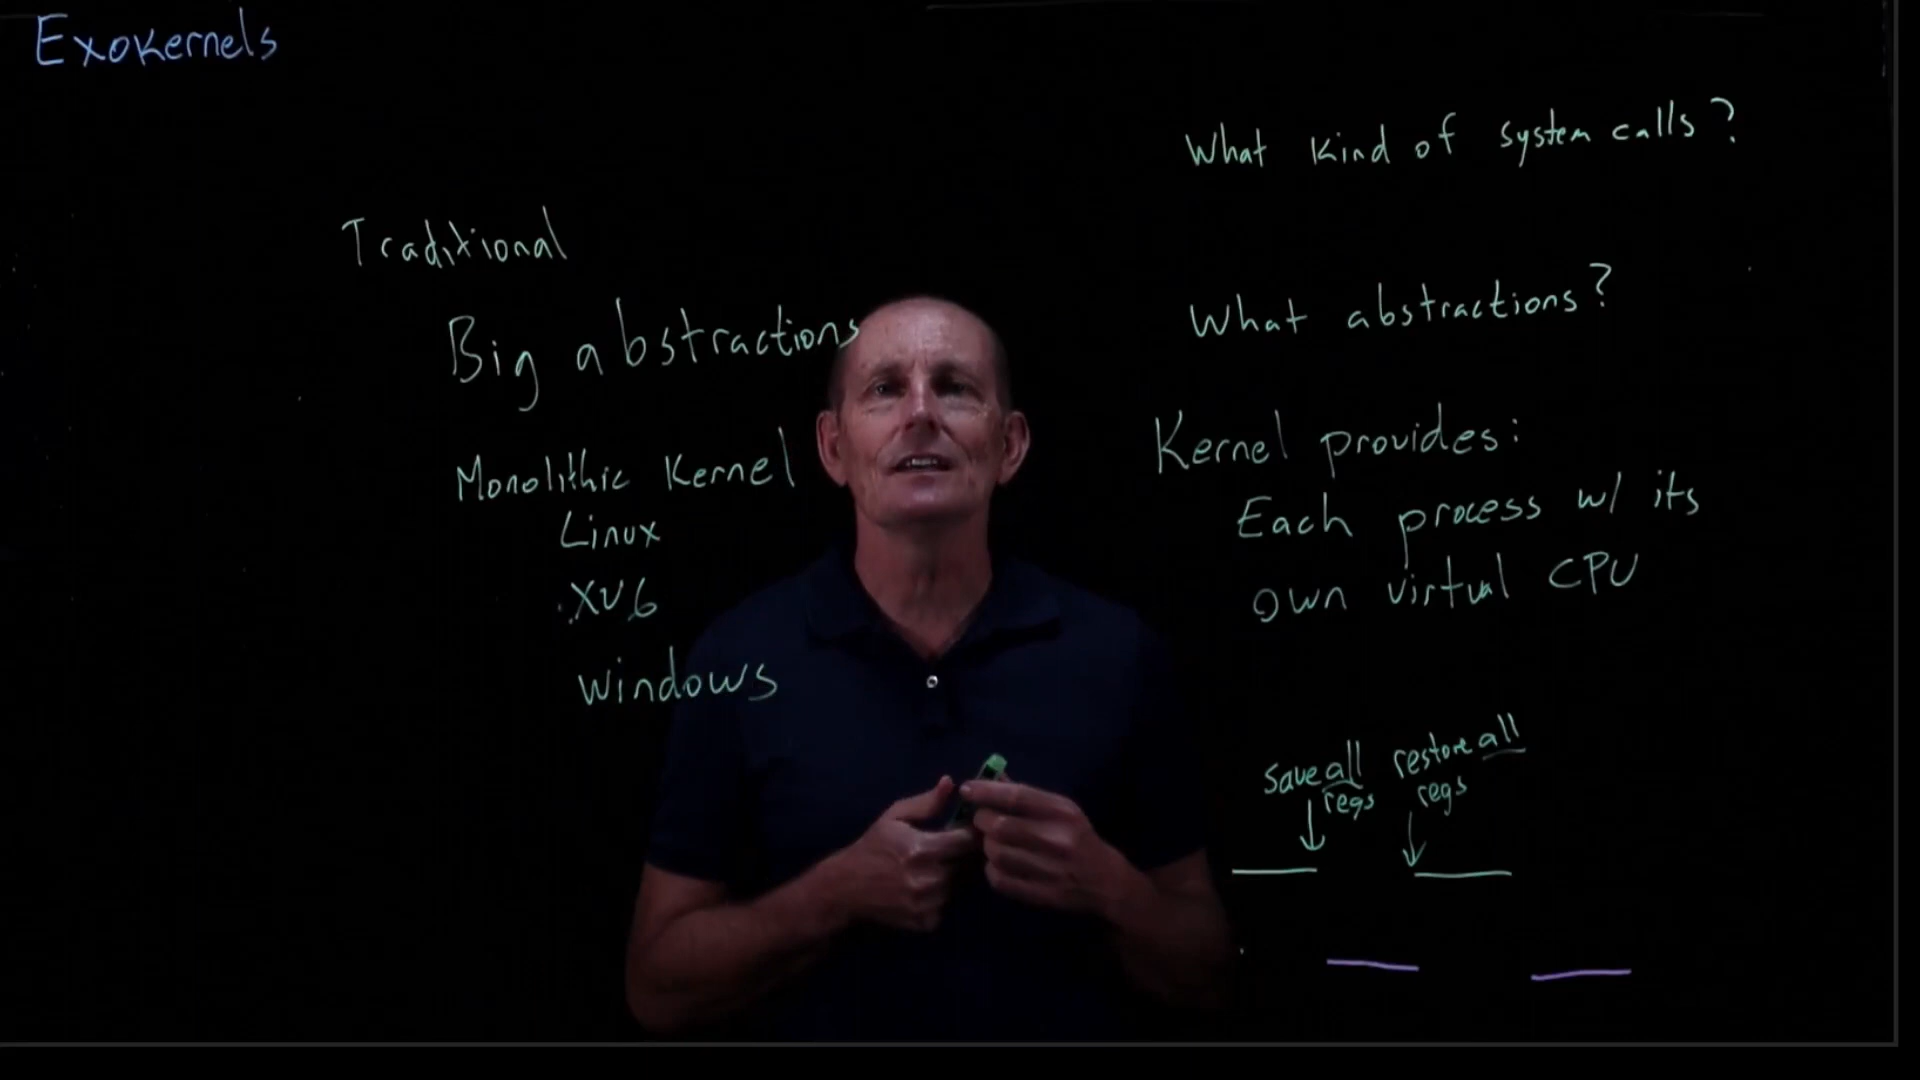 Exokernels
Traditional
Big abstractions
Monolithic Kernel
Linux
XV6
Windows
What kind of system calls?
What abstractions?
Kernel provides:
Each process w/ its
own virtual CPU
save all
regs
restore all
regs